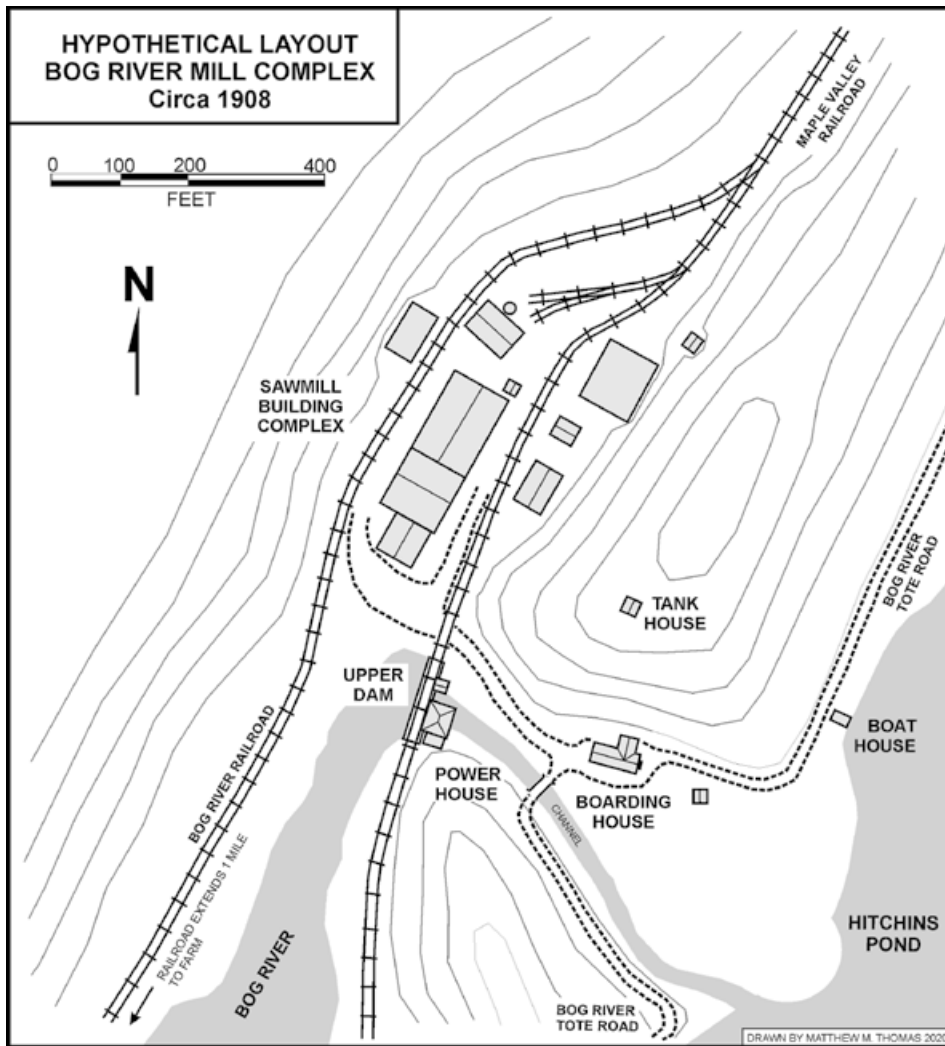 HYPOTHETICAL LAYOUT
BOG RIVER MILL COMPLEX
Circa 1908
0 100 200 400
FEET
N
MAPLE VALLEY
RAILROAD
SAWMILL
BUILDING
COMPLEX
BOG RIVER
TOTE ROAD
TANK
HOUSE
UPPER
DAM
BOAT
HOUSE
POWER
HOUSE
BOARDING
HOUSE
CHANNEL
BOG RIVER RAILROAD
RAILROAD EXTENDS 1 MILE
TO FARM
BOG RIVER
HITCHINS
POND
BOG RIVER
TOTE ROAD
DRAWN BY MATTHEW M. THOMAS 2020